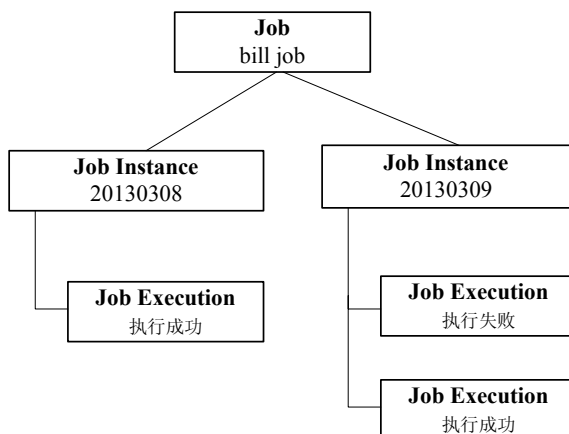 Job
bill job
Job Instance
20130308
Job Instance
20130309
Job Execution
执行成功
Job Execution
执行失败
Job Execution
执行成功